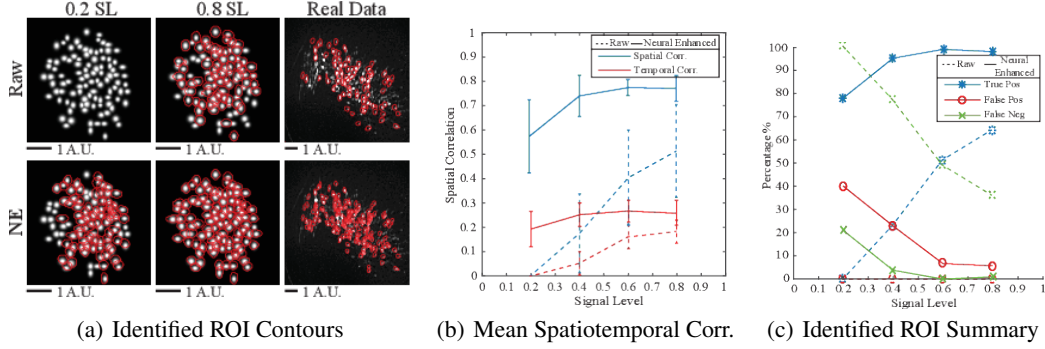 0.2 SL 0.8 SL Real Data
Raw
1 A.U. 1 A.U. 1 A.U.
NE
1 A.U. 1 A.U. 1 A.U.
(a) Identified ROI Contours
1
0.9
0.8
0.7
0.6
0.5
0.4
0.3
0.2
0.1
0
Spatial Correlation
Raw Neural Enhanced
Spatial Corr.
Temporal Corr.
0 0.1 0.2 0.3 0.4 0.5 0.6 0.7 0.8 0.9 1
Signal Level
(b) Mean Spatiotemporal Corr.
100
90
80
70
60
50
40
30
20
10
0
Percentage %
Raw Neural Enhanced
True Pos
False Pos
False Neg
0 0.1 0.2 0.3 0.4 0.5 0.6 0.7 0.8 0.9 1
Signal Level
(c) Identified ROI Summary